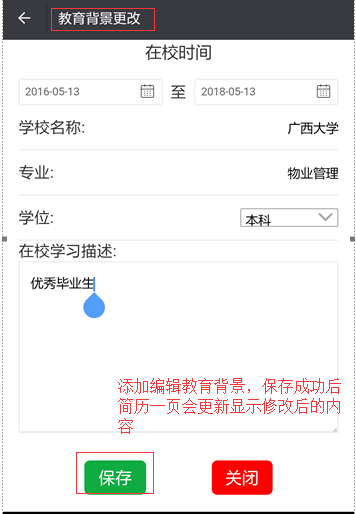 教育背景更改
在校时间
2016-05-13 至 2018-05-13
学校名称: 广西大学
专业: 物业管理
学位: 本科
在校学习描述:
优秀毕业生
添加编辑教育背景，保存成功后
简历一页会更新显示修改后的内
容
保存 关闭